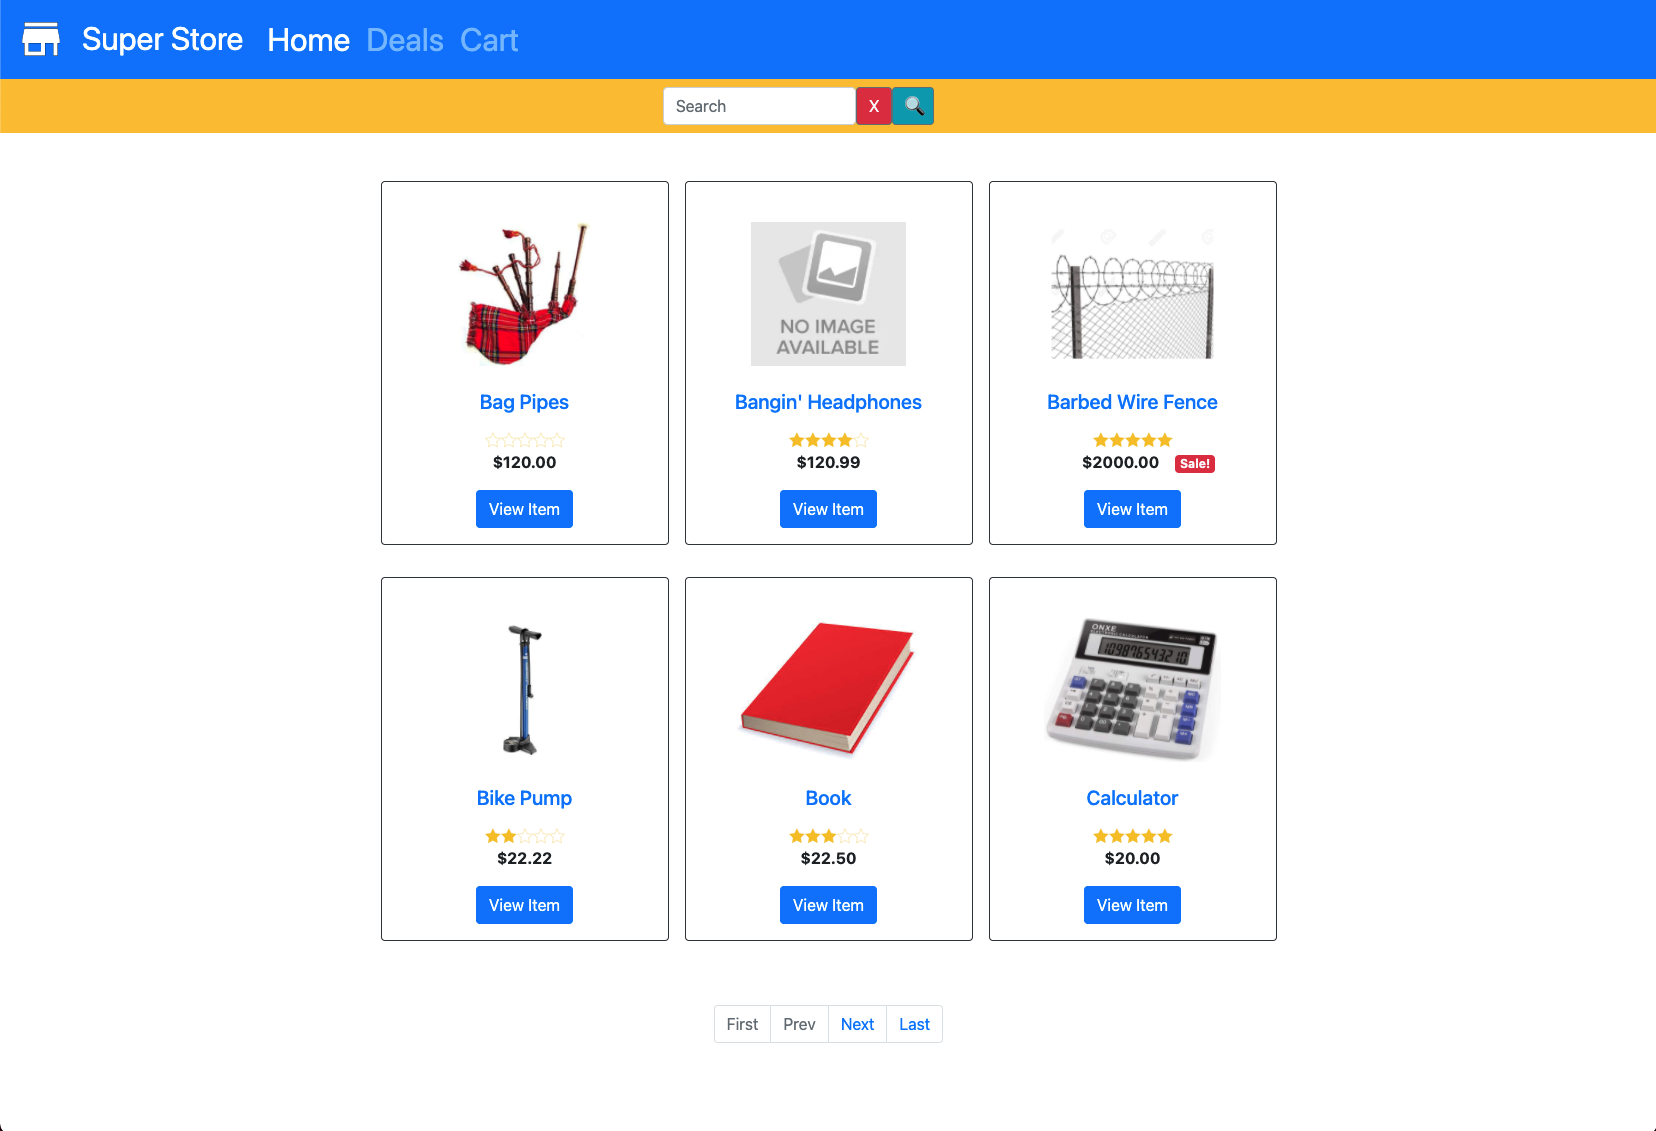 Super Store Home Deals Cart
Search X
NO IMAGE
AVAILABLE
Bag Pipes
$120.00
View Item
Bangin' Headphones
$120.99
View Item
Barbed Wire Fence
$2000.00 Sale!
View Item
ONXE
109876543210
Bike Pump
$22.22
View Item
Book
$22.50
View Item
Calculator
$20.00
View Item
First Prev Next Last